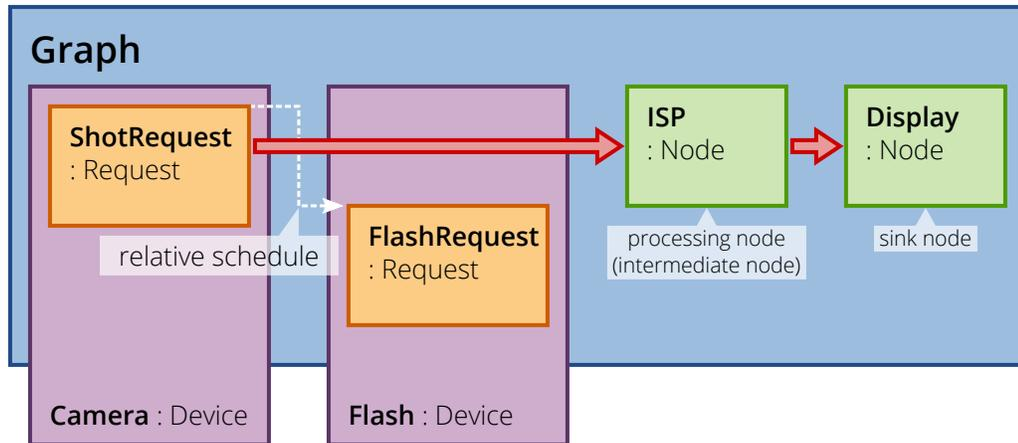 Graph
ShotRequest
: Request
relative schedule
FlashRequest
: Request
ISP
: Node
processing node
(intermediate node)
Display
: Node
sink node
Camera : Device
Flash : Device